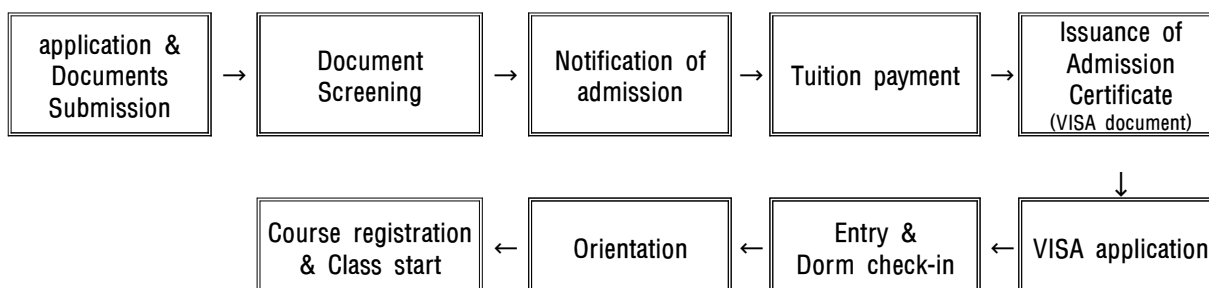 application &
Documents
Submission
→
Document
Screening
→
Notification of
admission
→
Tuition payment
→
Issuance of
Admission
Certificate
(VISA document)
↓
VISA application
←
Entry &
Dorm check-in
←
Orientation
←
Course registration
& Class start